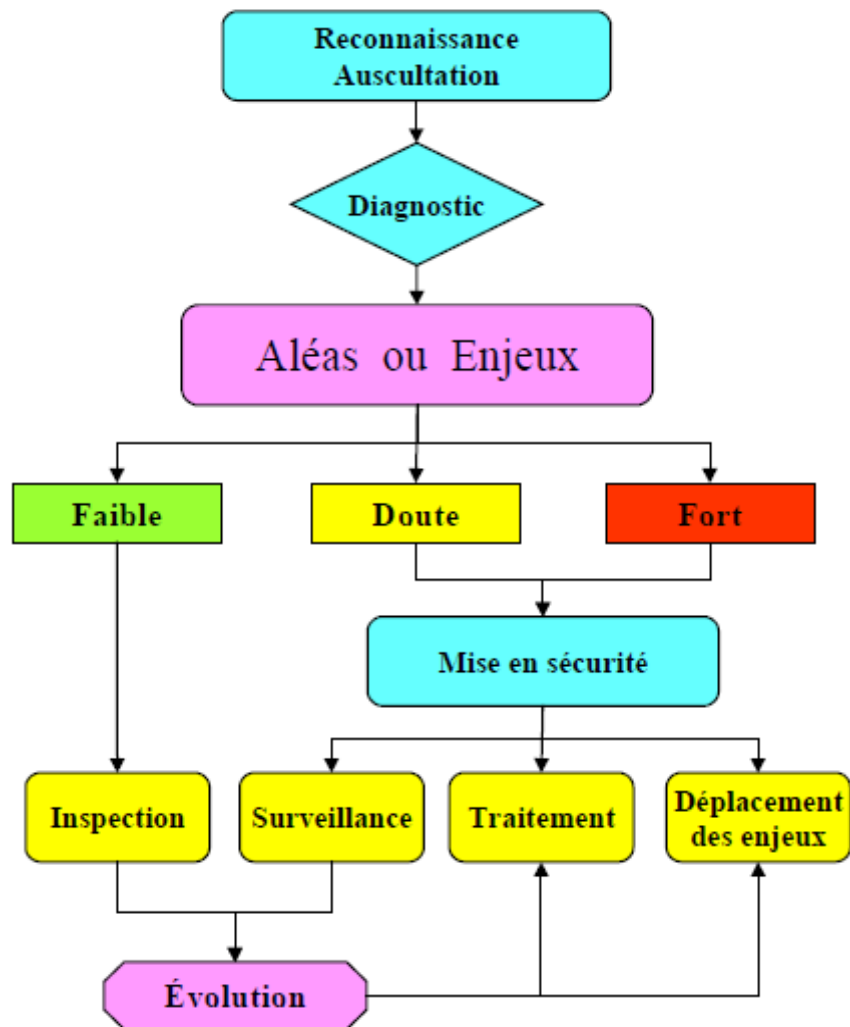 Reconnaissance
Auscultation
Diagnostic
Aléas ou Enjeux
Faible
Doute
Fort
Mise en sécurité
Inspection
Surveillance
Traitement
Déplacement
des enjeux
Évolution